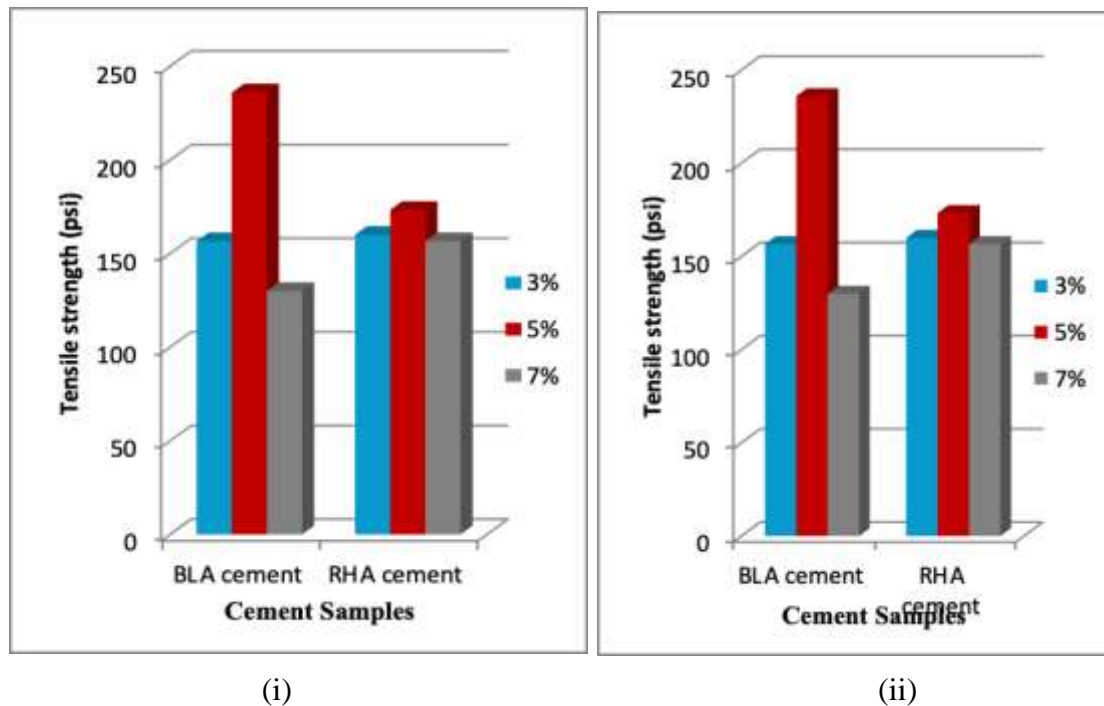 250
200
150
100
50
0
Tensile strength (psi)
BLA cement
RHA cement
Cement Samples
3%
5%
7%
(i)
250
200
150
100
50
0
Tensile strength (psi)
BLA cement
RHA
cement
Cement Samples
3%
5%
7%
(ii)